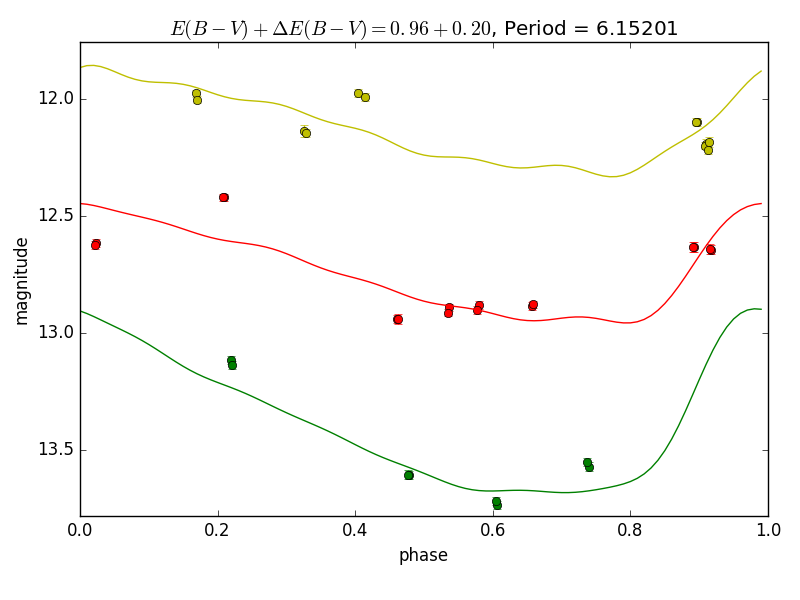 E(B − V) + ΔE(B − V) = 0.96 + 0.20, Period = 6.15201
12.0
12.5
13.0
13.5
magnitude
0.0 0.2 0.4 0.6 0.8 1.0
phase